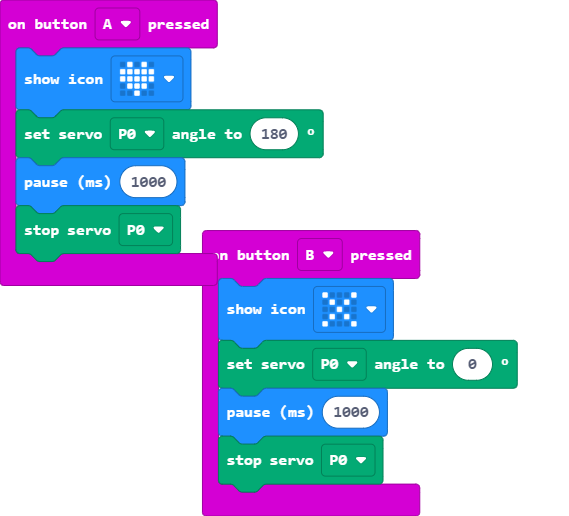 on button A pressed
show icon
set servo P0 angle to 180 °
pause (ms) 1000
stop servo P0
on button B pressed
show icon
set servo P0 angle to 0 °
pause (ms) 1000
stop servo P0